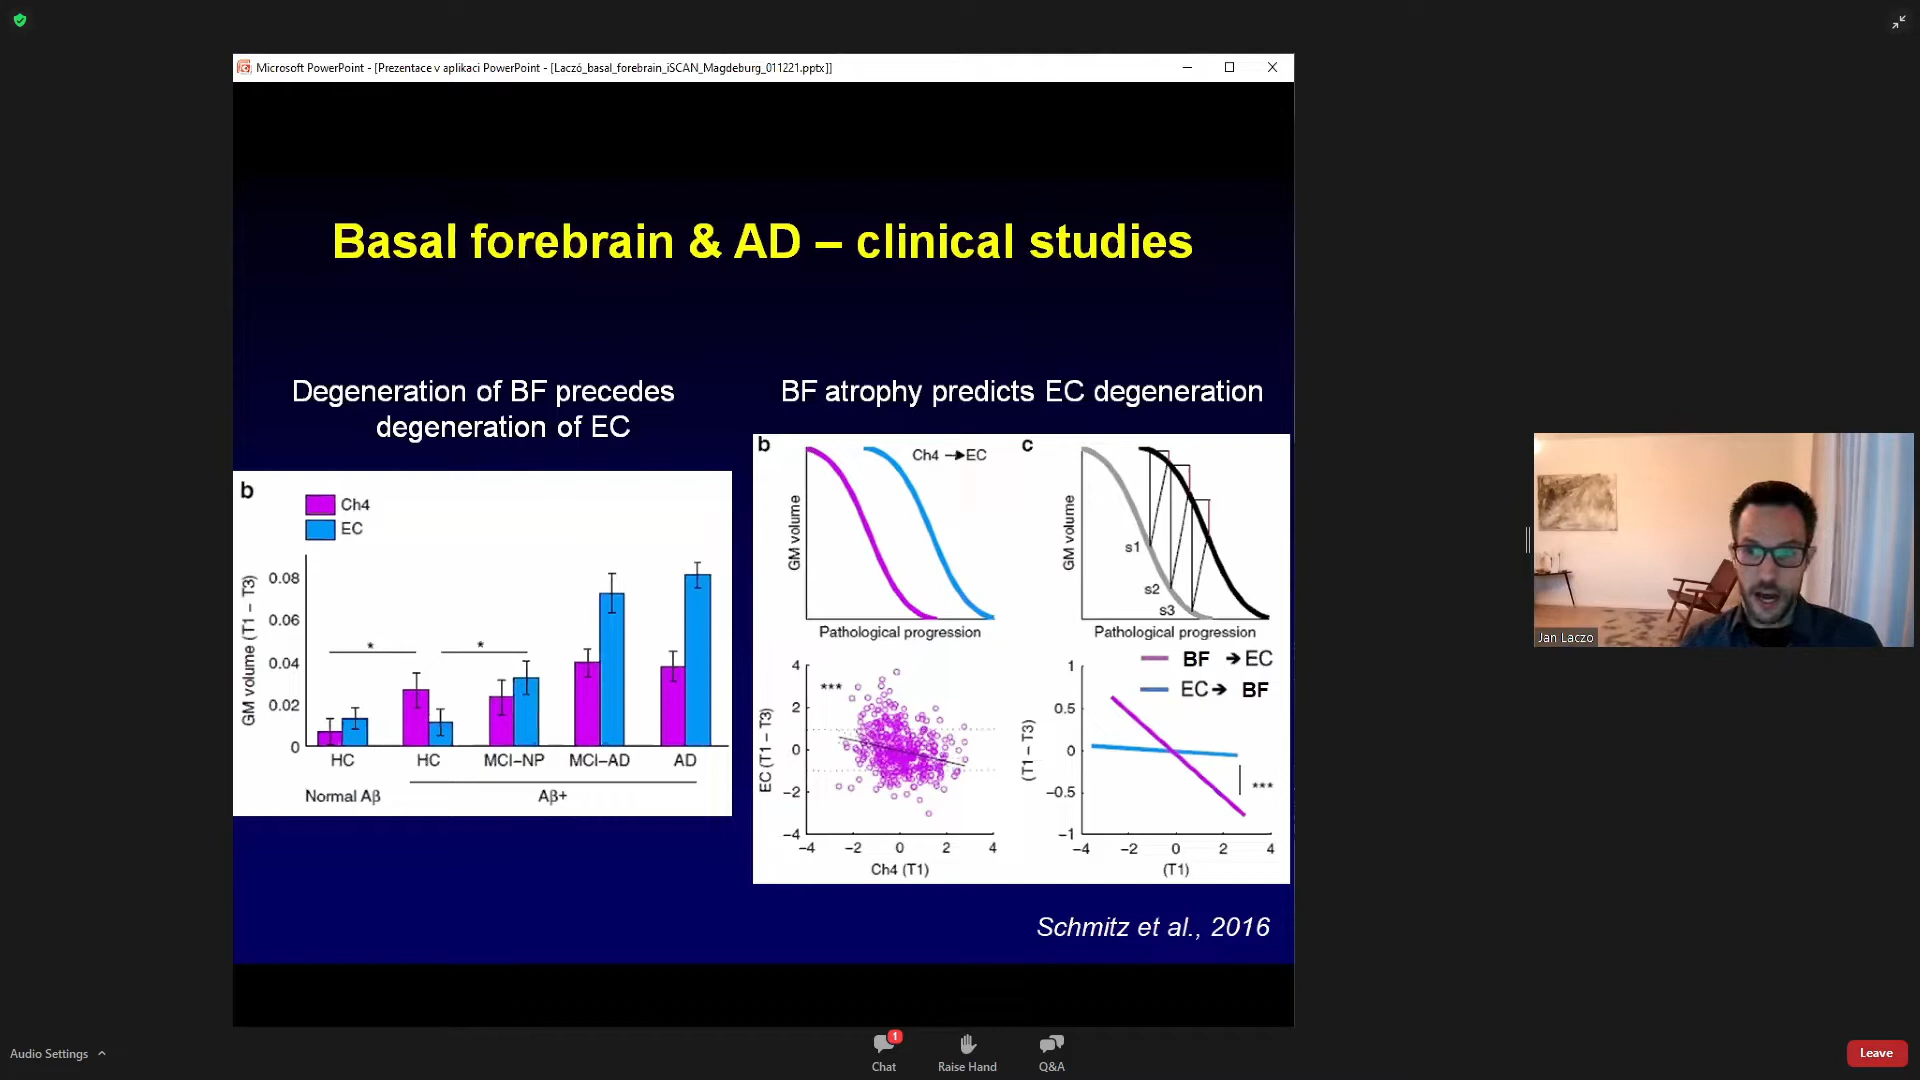 Microsoft PowerPoint - [Prezentace v aplikaci PowerPoint - [Laczó_basal_forebrain_iSCAN_Magdeburg_011221.pptx]]
Basal forebrain & AD – clinical studies
Degeneration of BF precedes
degeneration of EC
b
Ch4
EC
GM volume (T1 – T3)
0.08
0.06
0.04
0.02
0
*
*
HC
HC
MCI–NP
MCI–AD
AD
Normal Aβ
Aβ+
BF atrophy predicts EC degeneration
b
Ch4 → EC
GM volume
Pathological progression
c
GM volume
s1
s2
s3
Pathological progression
4
2
0
−2
−4
***
EC (T1 – T3)
−4
−2
0
2
4
Ch4 (T1)
BF → EC
EC → BF
1
0.5
0
−0.5
−1
(T1 – T3)
***
−4
−2
0
2
4
(T1)
Schmitz et al., 2016
Jan Laczo
Audio Settings
1
Chat
Raise Hand
Q&A
Leave